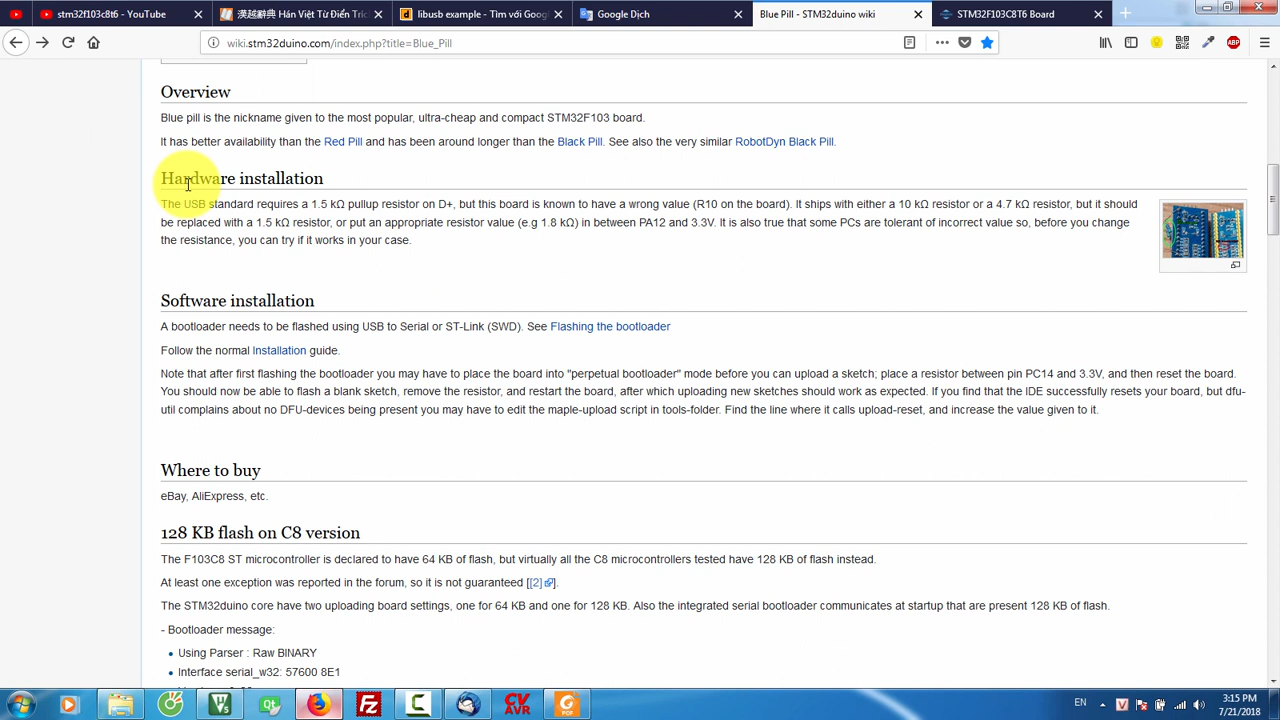 stm32f103c8t6 - YouTube
漢越辭典 Hán Việt Từ Điển Tríc
libusb example - Tìm với Goog
Google Dịch
Blue Pill - STM32duino wiki
STM32F103C8T6 Board
wiki.stm32duino.com/index.php?title=Blue_Pill
ABP
Overview
Blue pill is the nickname given to the most popular, ultra-cheap and compact STM32F103 board.
It has better availability than the Red Pill and has been around longer than the Black Pill. See also the very similar RobotDyn Black Pill.
Hardware installation
The USB standard requires a 1.5 kΩ pullup resistor on D+, but this board is known to have a wrong value (R10 on the board). It ships with either a 10 kΩ resistor or a 4.7 kΩ resistor, but it should
be replaced with a 1.5 kΩ resistor, or put an appropriate resistor value (e.g 1.8 kΩ) in between PA12 and 3.3V. It is also true that some PCs are tolerant of incorrect value so, before you change
the resistance, you can try if it works in your case.
Software installation
A bootloader needs to be flashed using USB to Serial or ST-Link (SWD). See Flashing the bootloader
Follow the normal Installation guide.
Note that after first flashing the bootloader you may have to place the board into "perpetual bootloader" mode before you can upload a sketch; place a resistor between pin PC14 and 3.3V, and then reset the board.
You should now be able to flash a blank sketch, remove the resistor, and restart the board, after which uploading new sketches should work as expected. If you find that the IDE successfully resets your board, but dfu-
util complains about no DFU-devices being present you may have to edit the maple-upload script in tools-folder. Find the line where it calls upload-reset, and increase the value given to it.
Where to buy
eBay, AliExpress, etc.
128 KB flash on C8 version
The F103C8 ST microcontroller is declared to have 64 KB of flash, but virtually all the C8 microcontrollers tested have 128 KB of flash instead.
At least one exception was reported in the forum, so it is not guaranteed [[2]].
The STM32duino core have two uploading board settings, one for 64 KB and one for 128 KB. Also the integrated serial bootloader communicates at startup that are present 128 KB of flash.
- Bootloader message:
Using Parser : Raw BINARY
Interface serial_w32: 57600 8E1
EN
3:15 PM
7/21/2018